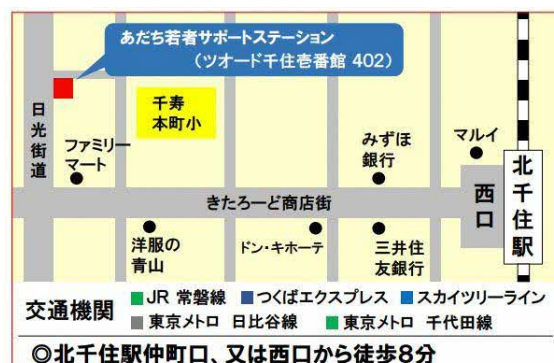 あだち若者サポートステーション
（ツオード千住壱番館 402）
日光街道
千寿
本町小
ファミリー
マート
みずほ
銀行
マルイ
北千住駅
西口
きたろーど商店街
洋服の
青山
ドン・キホーテ
三井住
友銀行
交通機関 ■JR 常磐線 ■つくばエクスプレス ■スカイツリーライン
■東京メトロ 日比谷線 ■東京メトロ 千代田線
◎北千住駅仲町口、又は西口から徒歩8分